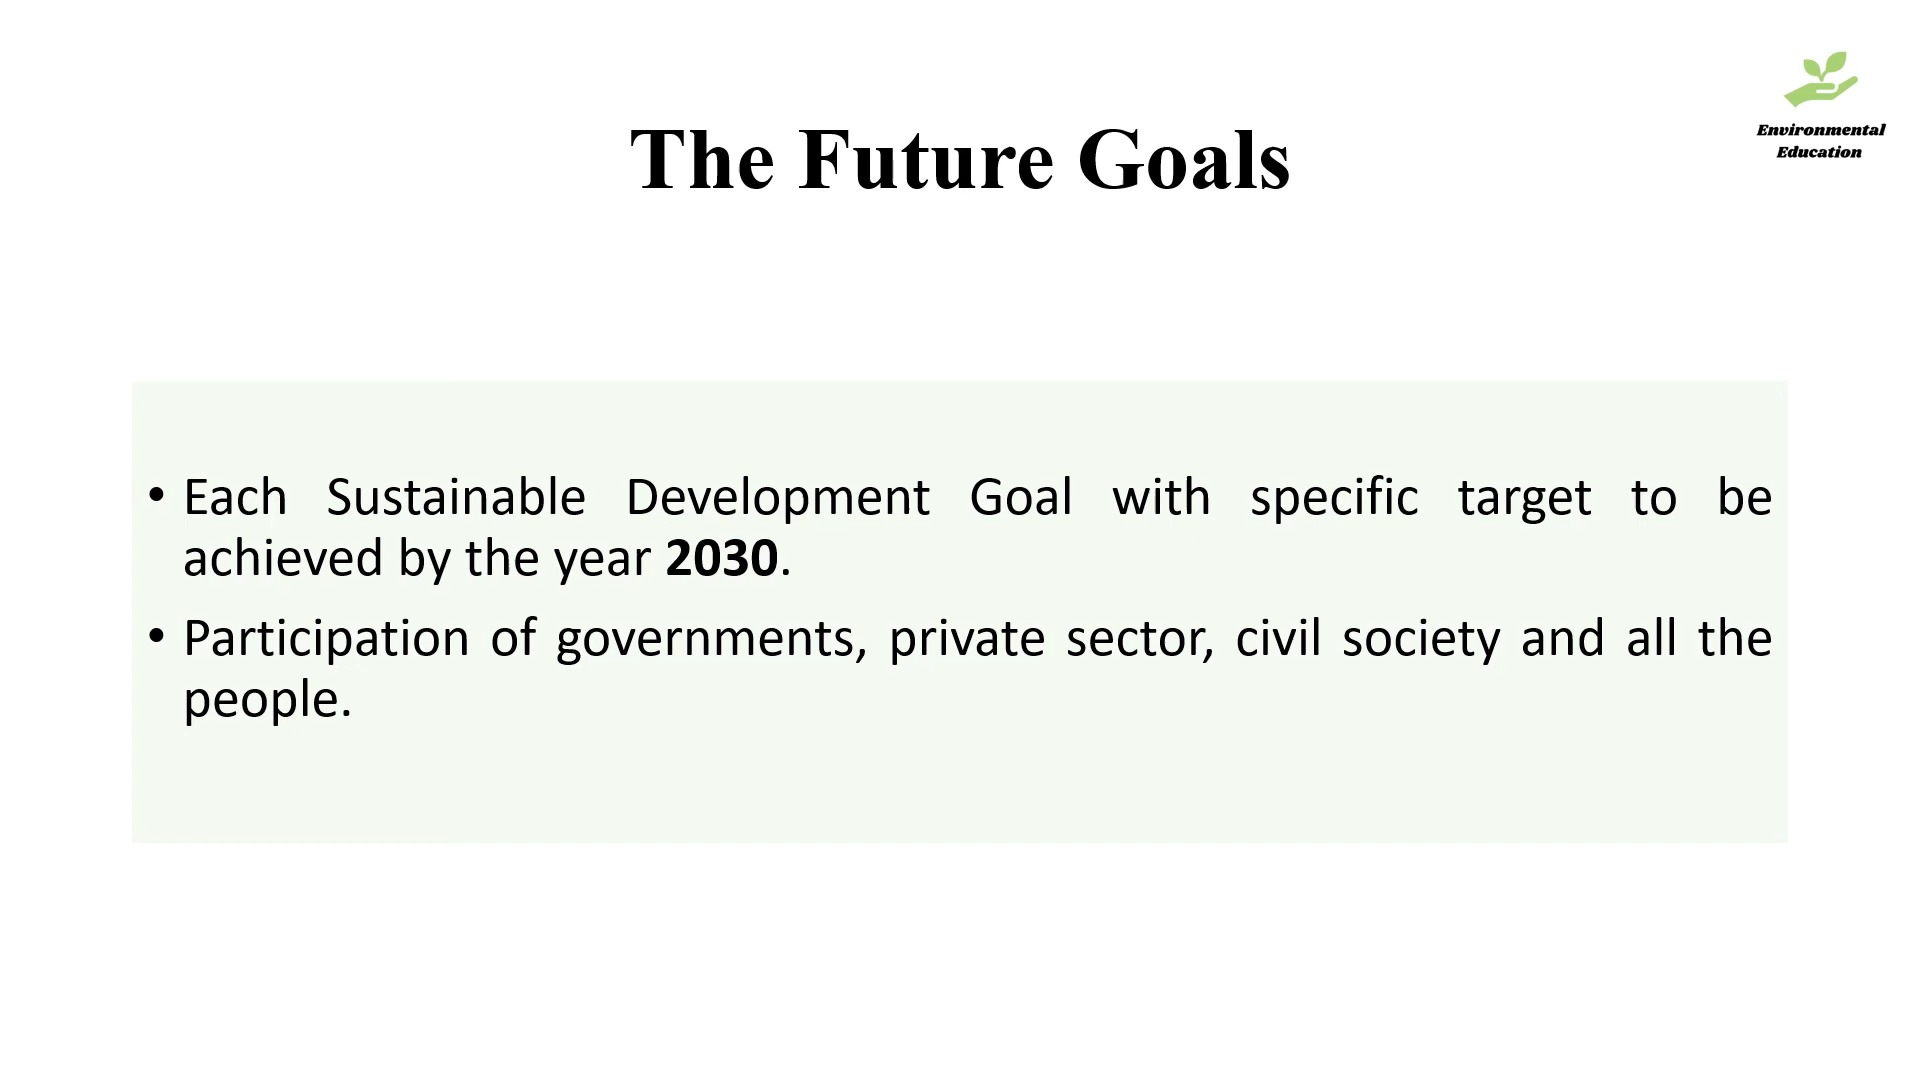 Environmental
Education
The Future Goals
• Each Sustainable Development Goal with specific target to be
achieved by the year 2030.
• Participation of governments, private sector, civil society and all the
people.